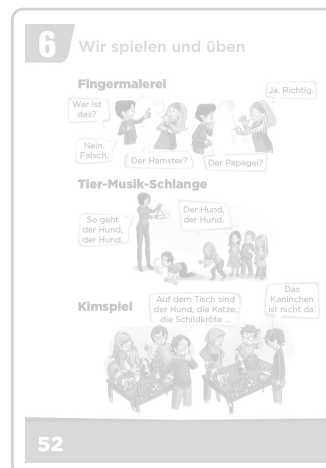 6
Wir spielen und üben
Fingermalerei
Wer ist
das?
Ja. Richtig.
Nein.
Falsch.
Der Hamster?
Der Papagei?
Tier-Musik-Schlange
So geht
der Hund,
der Hund.
Der Hund,
der Hund.
Kimspiel
Auf dem Tisch sind
der Hund, die Katze,
die Schildkröte ...
Das
Kaninchen
ist nicht da.
52